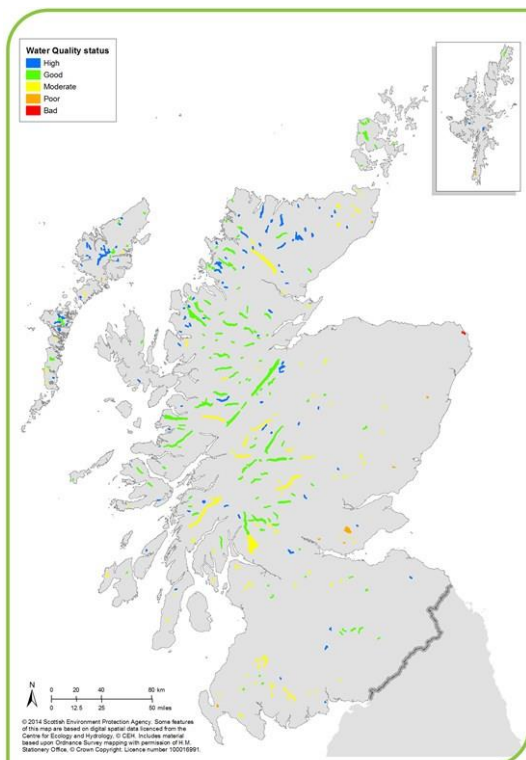 Water Quality status
High
Good
Moderate
Poor
Bad
N
0 20 40 80 km
0 12.5 25 50 miles
© 2014 Scottish Environment Protection Agency. Some features
of this map are based on digital spatial data licenced from the
Centre for Ecology and Hydrology, © CEH. Includes material
based upon Ordnance Survey mapping with permission of H.M.
Stationery Office, © Crown Copyright. Licence number 100016991.